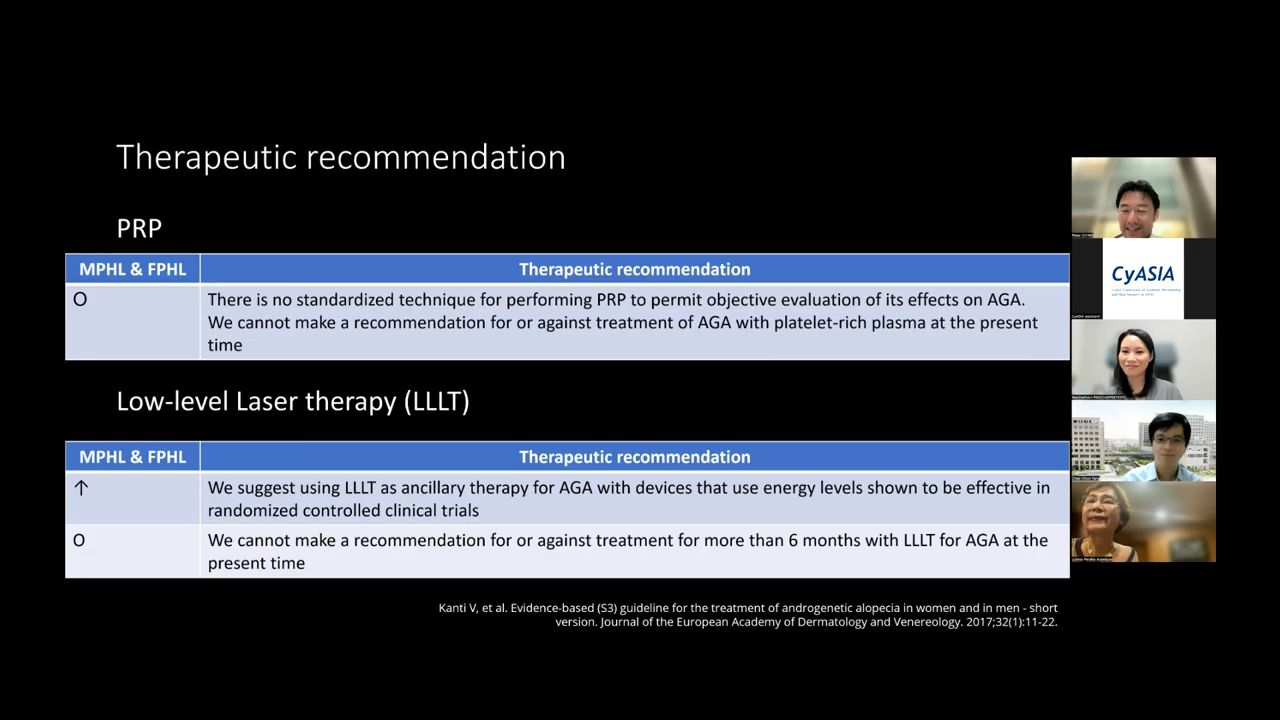 Therapeutic recommendation
PRP
MPHL & FPHL
Therapeutic recommendation
O
There is no standardized technique for performing PRP to permit objective evaluation of its effects on AGA.
We cannot make a recommendation for or against treatment of AGA with platelet-rich plasma at the present
time
Low-level Laser therapy (LLLT)
MPHL & FPHL
Therapeutic recommendation
↑
We suggest using LLLT as ancillary therapy for AGA with devices that use energy levels shown to be effective in
randomized controlled clinical trials
O
We cannot make a recommendation for or against treatment for more than 6 months with LLLT for AGA at the
present time
Kanti V, et al. Evidence-based (S3) guideline for the treatment of androgenetic alopecia in women and in men - short
version. Journal of the European Academy of Dermatology and Venereology. 2017;32(1):11-22.
CyASIA